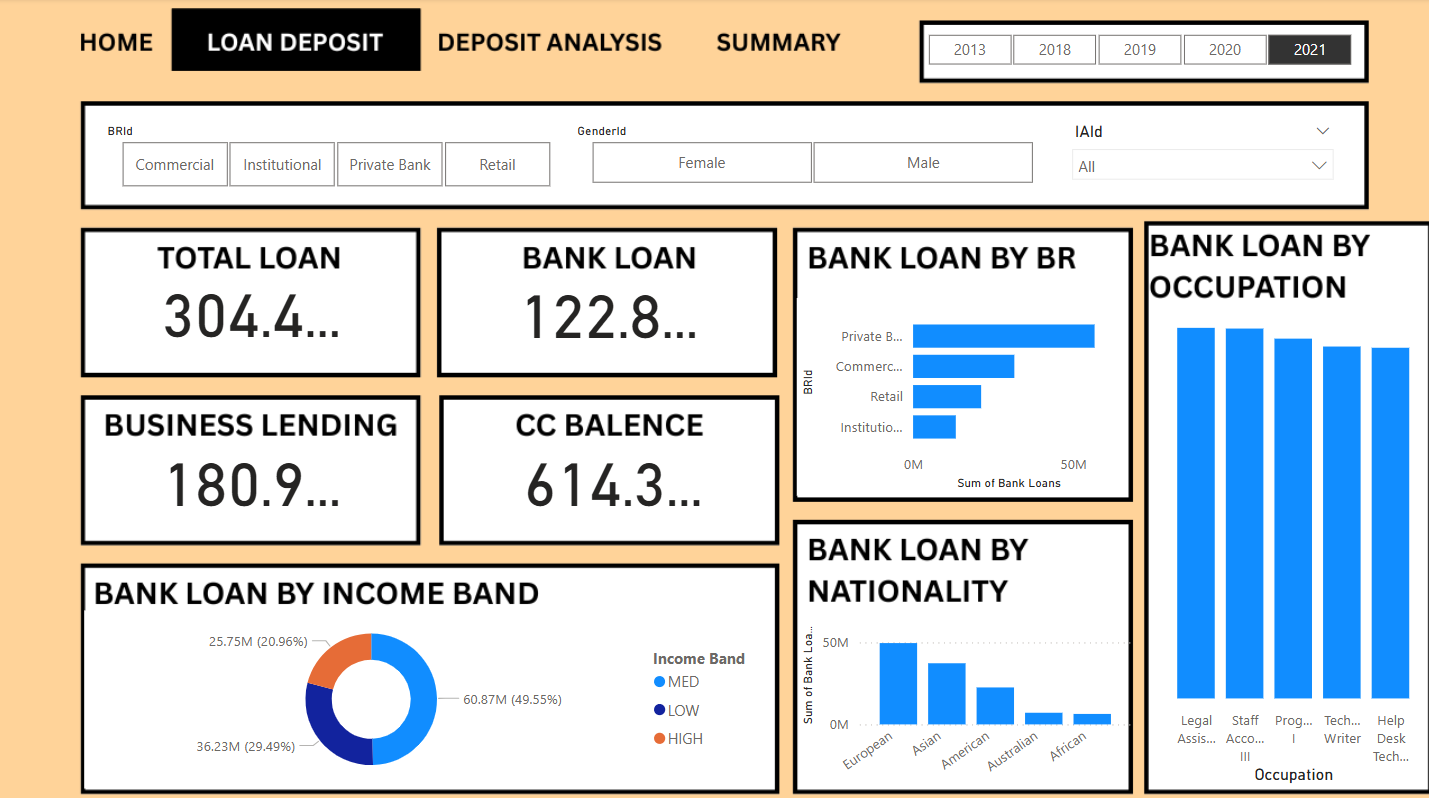 HOME LOAN DEPOSIT DEPOSIT ANALYSIS SUMMARY
2013 2018 2019 2020 2021
BRId
Commercial Institutional Private Bank Retail
GenderId
Female Male
IAId
All
TOTAL LOAN
304.4...
BANK LOAN
122.8...
BUSINESS LENDING
180.9...
CC BALENCE
614.3...
BANK LOAN BY BR
BRId
Private B...
Commerc...
Retail
Institutio...
0M 50M
Sum of Bank Loans
BANK LOAN BY
OCCUPATION
Legal
Assis...
Staff
Acco...
III
Prog...
I
Tech...
Writer
Help
Desk
Tech...
Occupation
BANK LOAN BY INCOME BAND
25.75M (20.96%)
60.87M (49.55%)
36.23M (29.49%)
Income Band
MED
LOW
HIGH
BANK LOAN BY
NATIONALITY
Sum of Bank Loa...
50M
0M
European
Asian
American
Australian
African